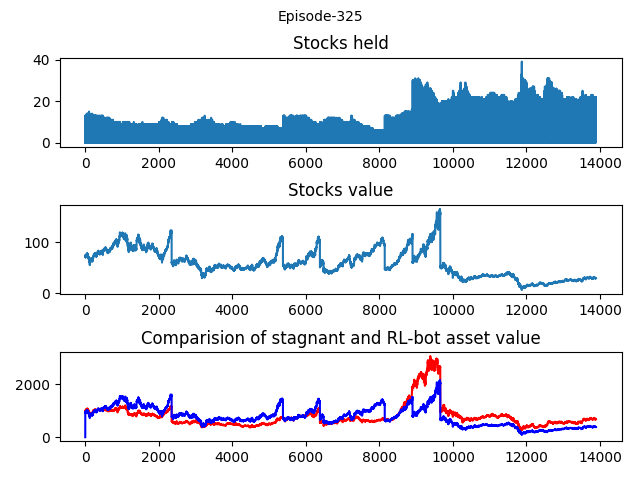 Episode-325
Stocks held
40
20
0
0 2000 4000 6000 8000 10000 12000 14000
Stocks value
100
0
0 2000 4000 6000 8000 10000 12000 14000
Comparision of stagnant and RL-bot asset value
2000
0
0 2000 4000 6000 8000 10000 12000 14000